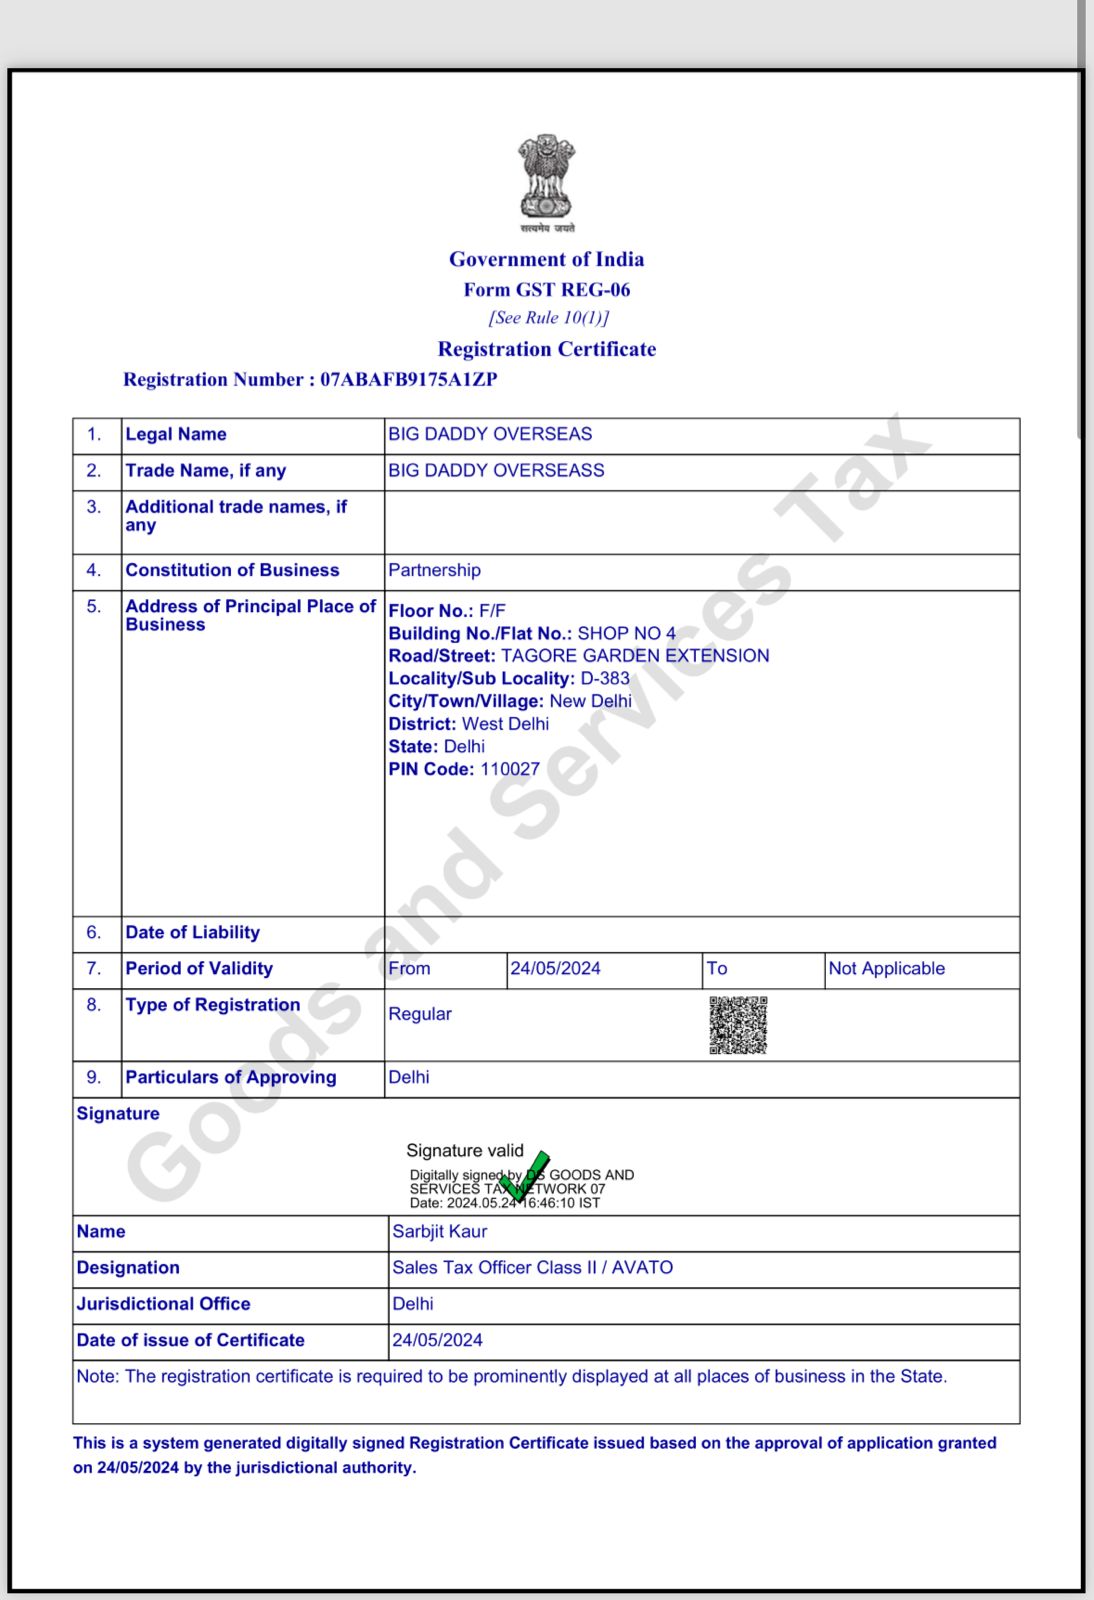 सत्यमेव जयते
Government of India
Form GST REG-06
[See Rule 10(1)]
Registration Certificate
Registration Number : 07ABAFB9175A1ZP
1. Legal Name BIG DADDY OVERSEAS
2. Trade Name, if any BIG DADDY OVERSEASS
3. Additional trade names, if
any
4. Constitution of Business Partnership
5. Address of Principal Place of
Business
Floor No.: F/F
Building No./Flat No.: SHOP NO 4
Road/Street: TAGORE GARDEN EXTENSION
Locality/Sub Locality: D-383
City/Town/Village: New Delhi
District: West Delhi
State: Delhi
PIN Code: 110027
6. Date of Liability
7. Period of Validity From 24/05/2024 To Not Applicable
8. Type of Registration Regular
9. Particulars of Approving Delhi
Signature
Signature valid
Digitally signed by DS GOODS AND
SERVICES TAX NETWORK 07
Date: 2024.05.24 16:46:10 IST
Name Sarbjit Kaur
Designation Sales Tax Officer Class II / AVATO
Jurisdictional Office Delhi
Date of issue of Certificate 24/05/2024
Note: The registration certificate is required to be prominently displayed at all places of business in the State.
This is a system generated digitally signed Registration Certificate issued based on the approval of application granted
on 24/05/2024 by the jurisdictional authority.
Goods and Services Tax